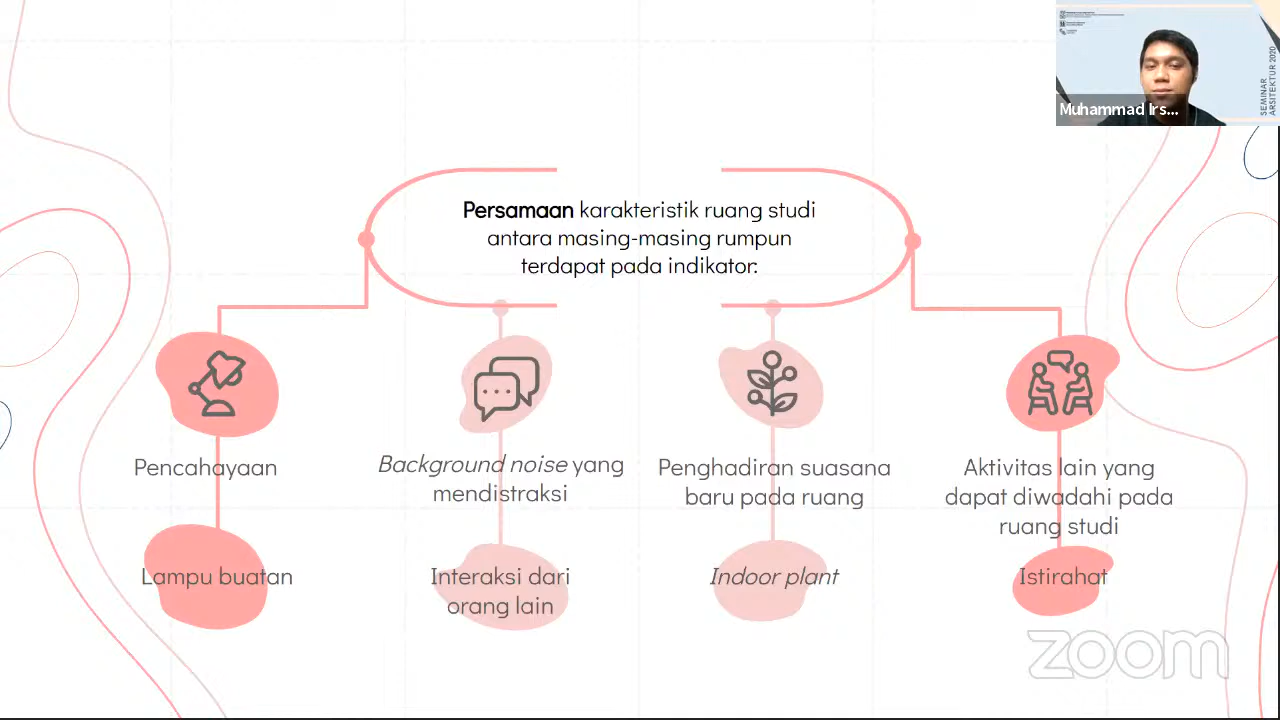 SEMINAR
ARSITEKTUR 2020
Muhammad Irs...
Persamaan karakteristik ruang studi
antara masing-masing rumpun
terdapat pada indikator:
Pencahayaan
Background noise yang
mendistraksi
Penghadiran suasana
baru pada ruang
Aktivitas lain yang
dapat diwadahi pada
ruang studi
Lampu buatan
Interaksi dari
orang lain
Indoor plant
Istirahat
zoom